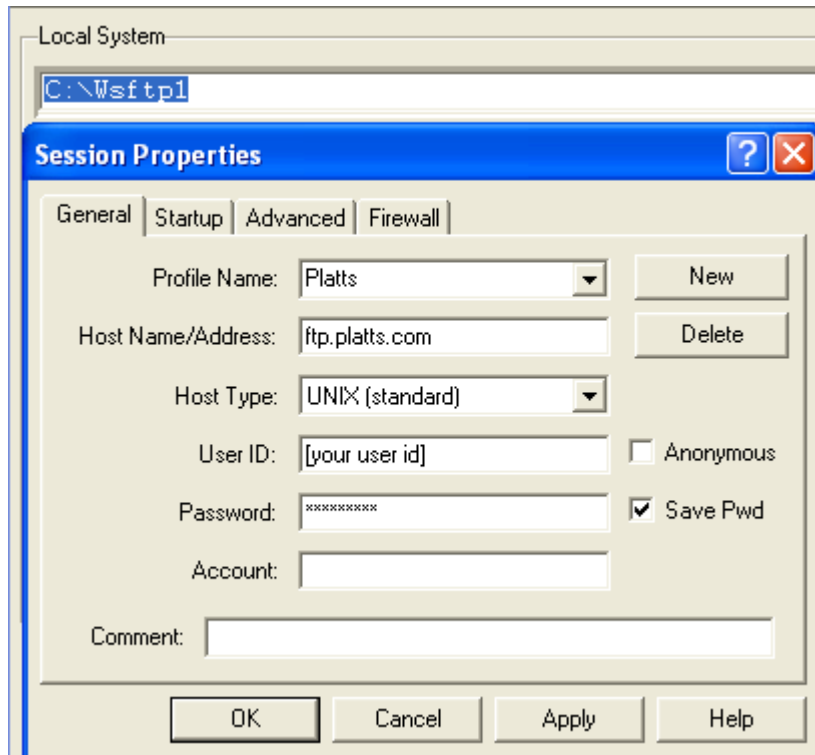 Local System
C:\Wsftp1
Session Properties
General Startup Advanced Firewall
Profile Name: Platts New
Host Name/Address: ftp.platts.com Delete
Host Type: UNIX (standard)
User ID: [your user id] Anonymous
Password: ********* Save Pwd
Account:
Comment:
OK Cancel Apply Help